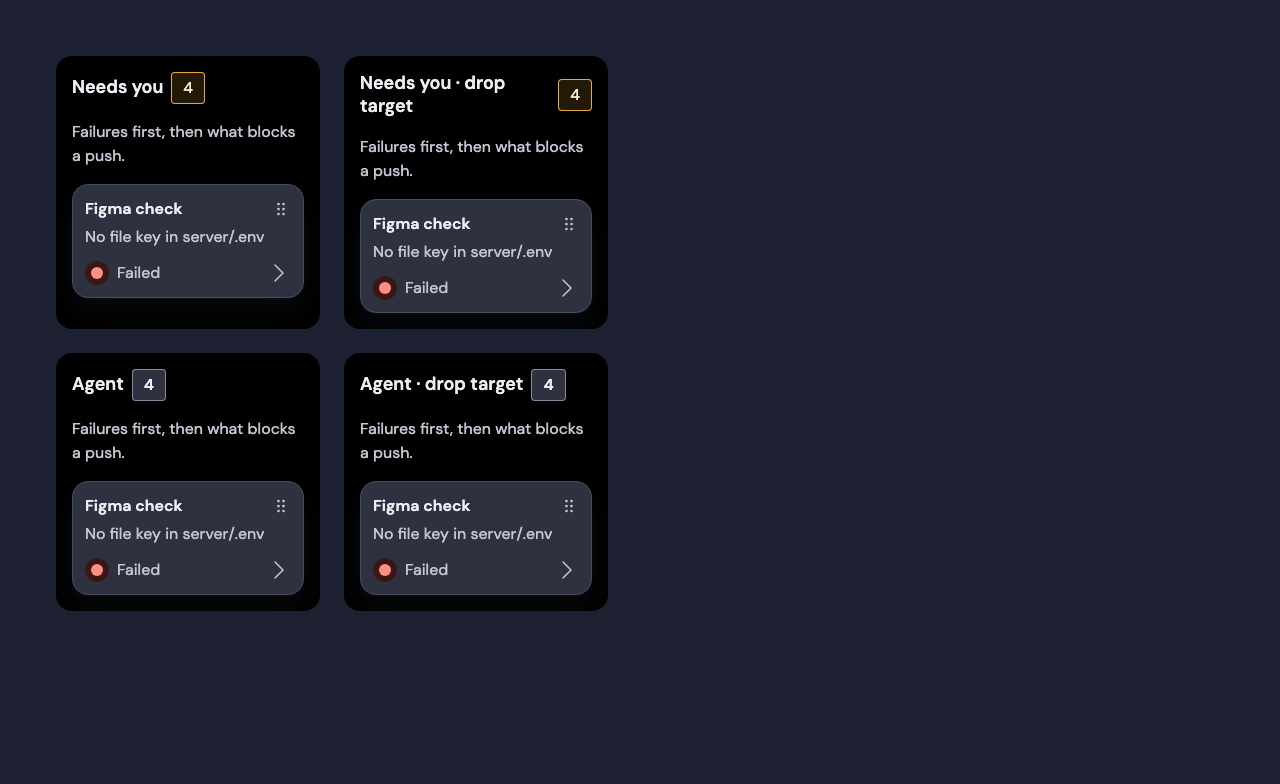 Needs you 4
Failures first, then what blocks
a push.
Figma check
No file key in server/.env
Failed
Needs you · drop
target
4
Failures first, then what blocks
a push.
Figma check
No file key in server/.env
Failed
Agent 4
Failures first, then what blocks
a push.
Figma check
No file key in server/.env
Failed
Agent · drop target 4
Failures first, then what blocks
a push.
Figma check
No file key in server/.env
Failed